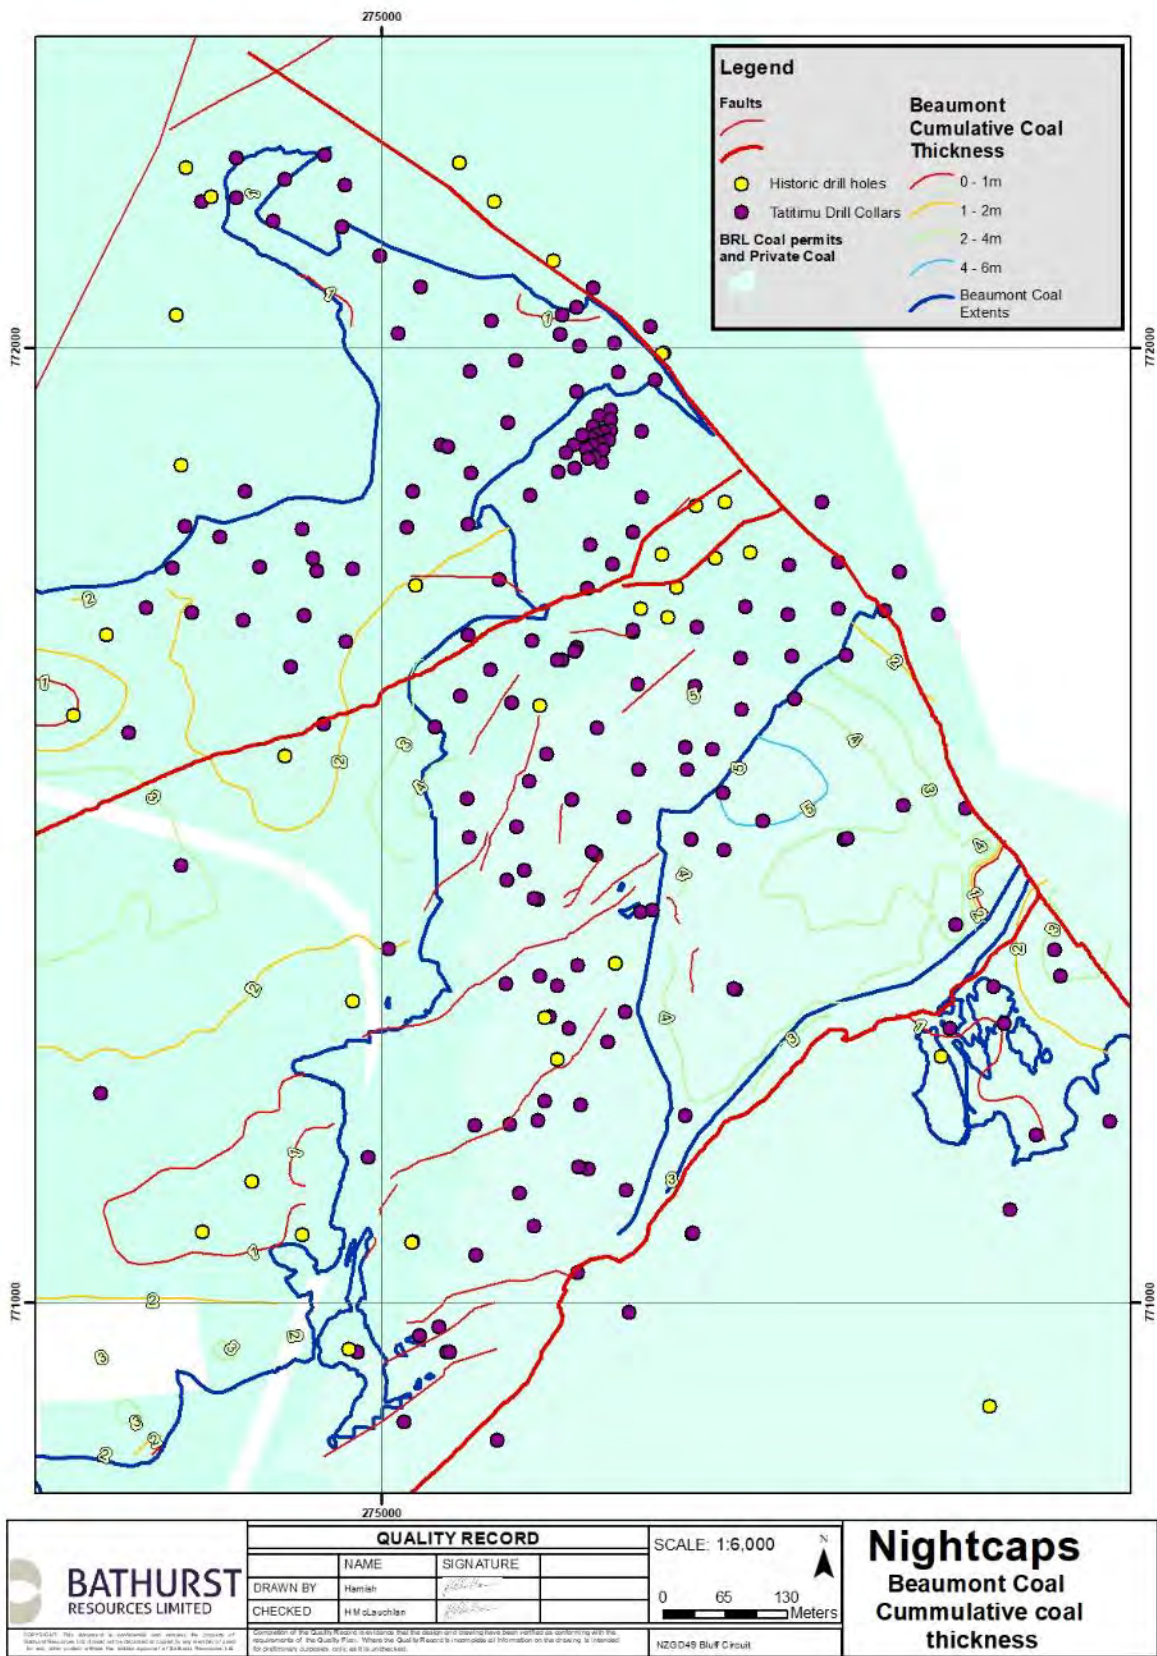 275000
Legend
Faults
Historic drill holes
Tatitimu Drill Collars
BRL Coal permits
and Private Coal
Beaumont
Cumulative Coal
Thickness
0 - 1m
1 - 2m
2 - 4m
4 - 6m
Beaumont Coal
Extents
772000
772000
771000
771000
275000
BATHURST
RESOURCES LIMITED
QUALITY RECORD
NAME
SIGNATURE
DRAWN BY
Hamish
CHECKED
H McLauchlan
SCALE: 1:6,000
N
0 65 130
Meters
NZGD49 Bluff Circuit
Nightcaps
Beaumont Coal
Cummulative coal
thickness